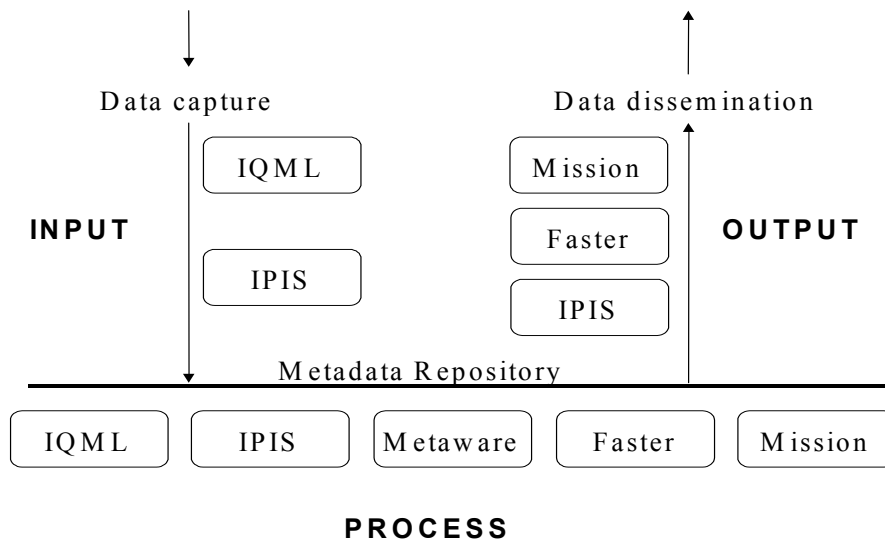 Data capture
Data dissemination
IQML
Mission
INPUT
Faster
OUTPUT
IPIS
IPIS
Metadata Repository
IQML
IPIS
Metaware
Faster
Mission
PROCESS